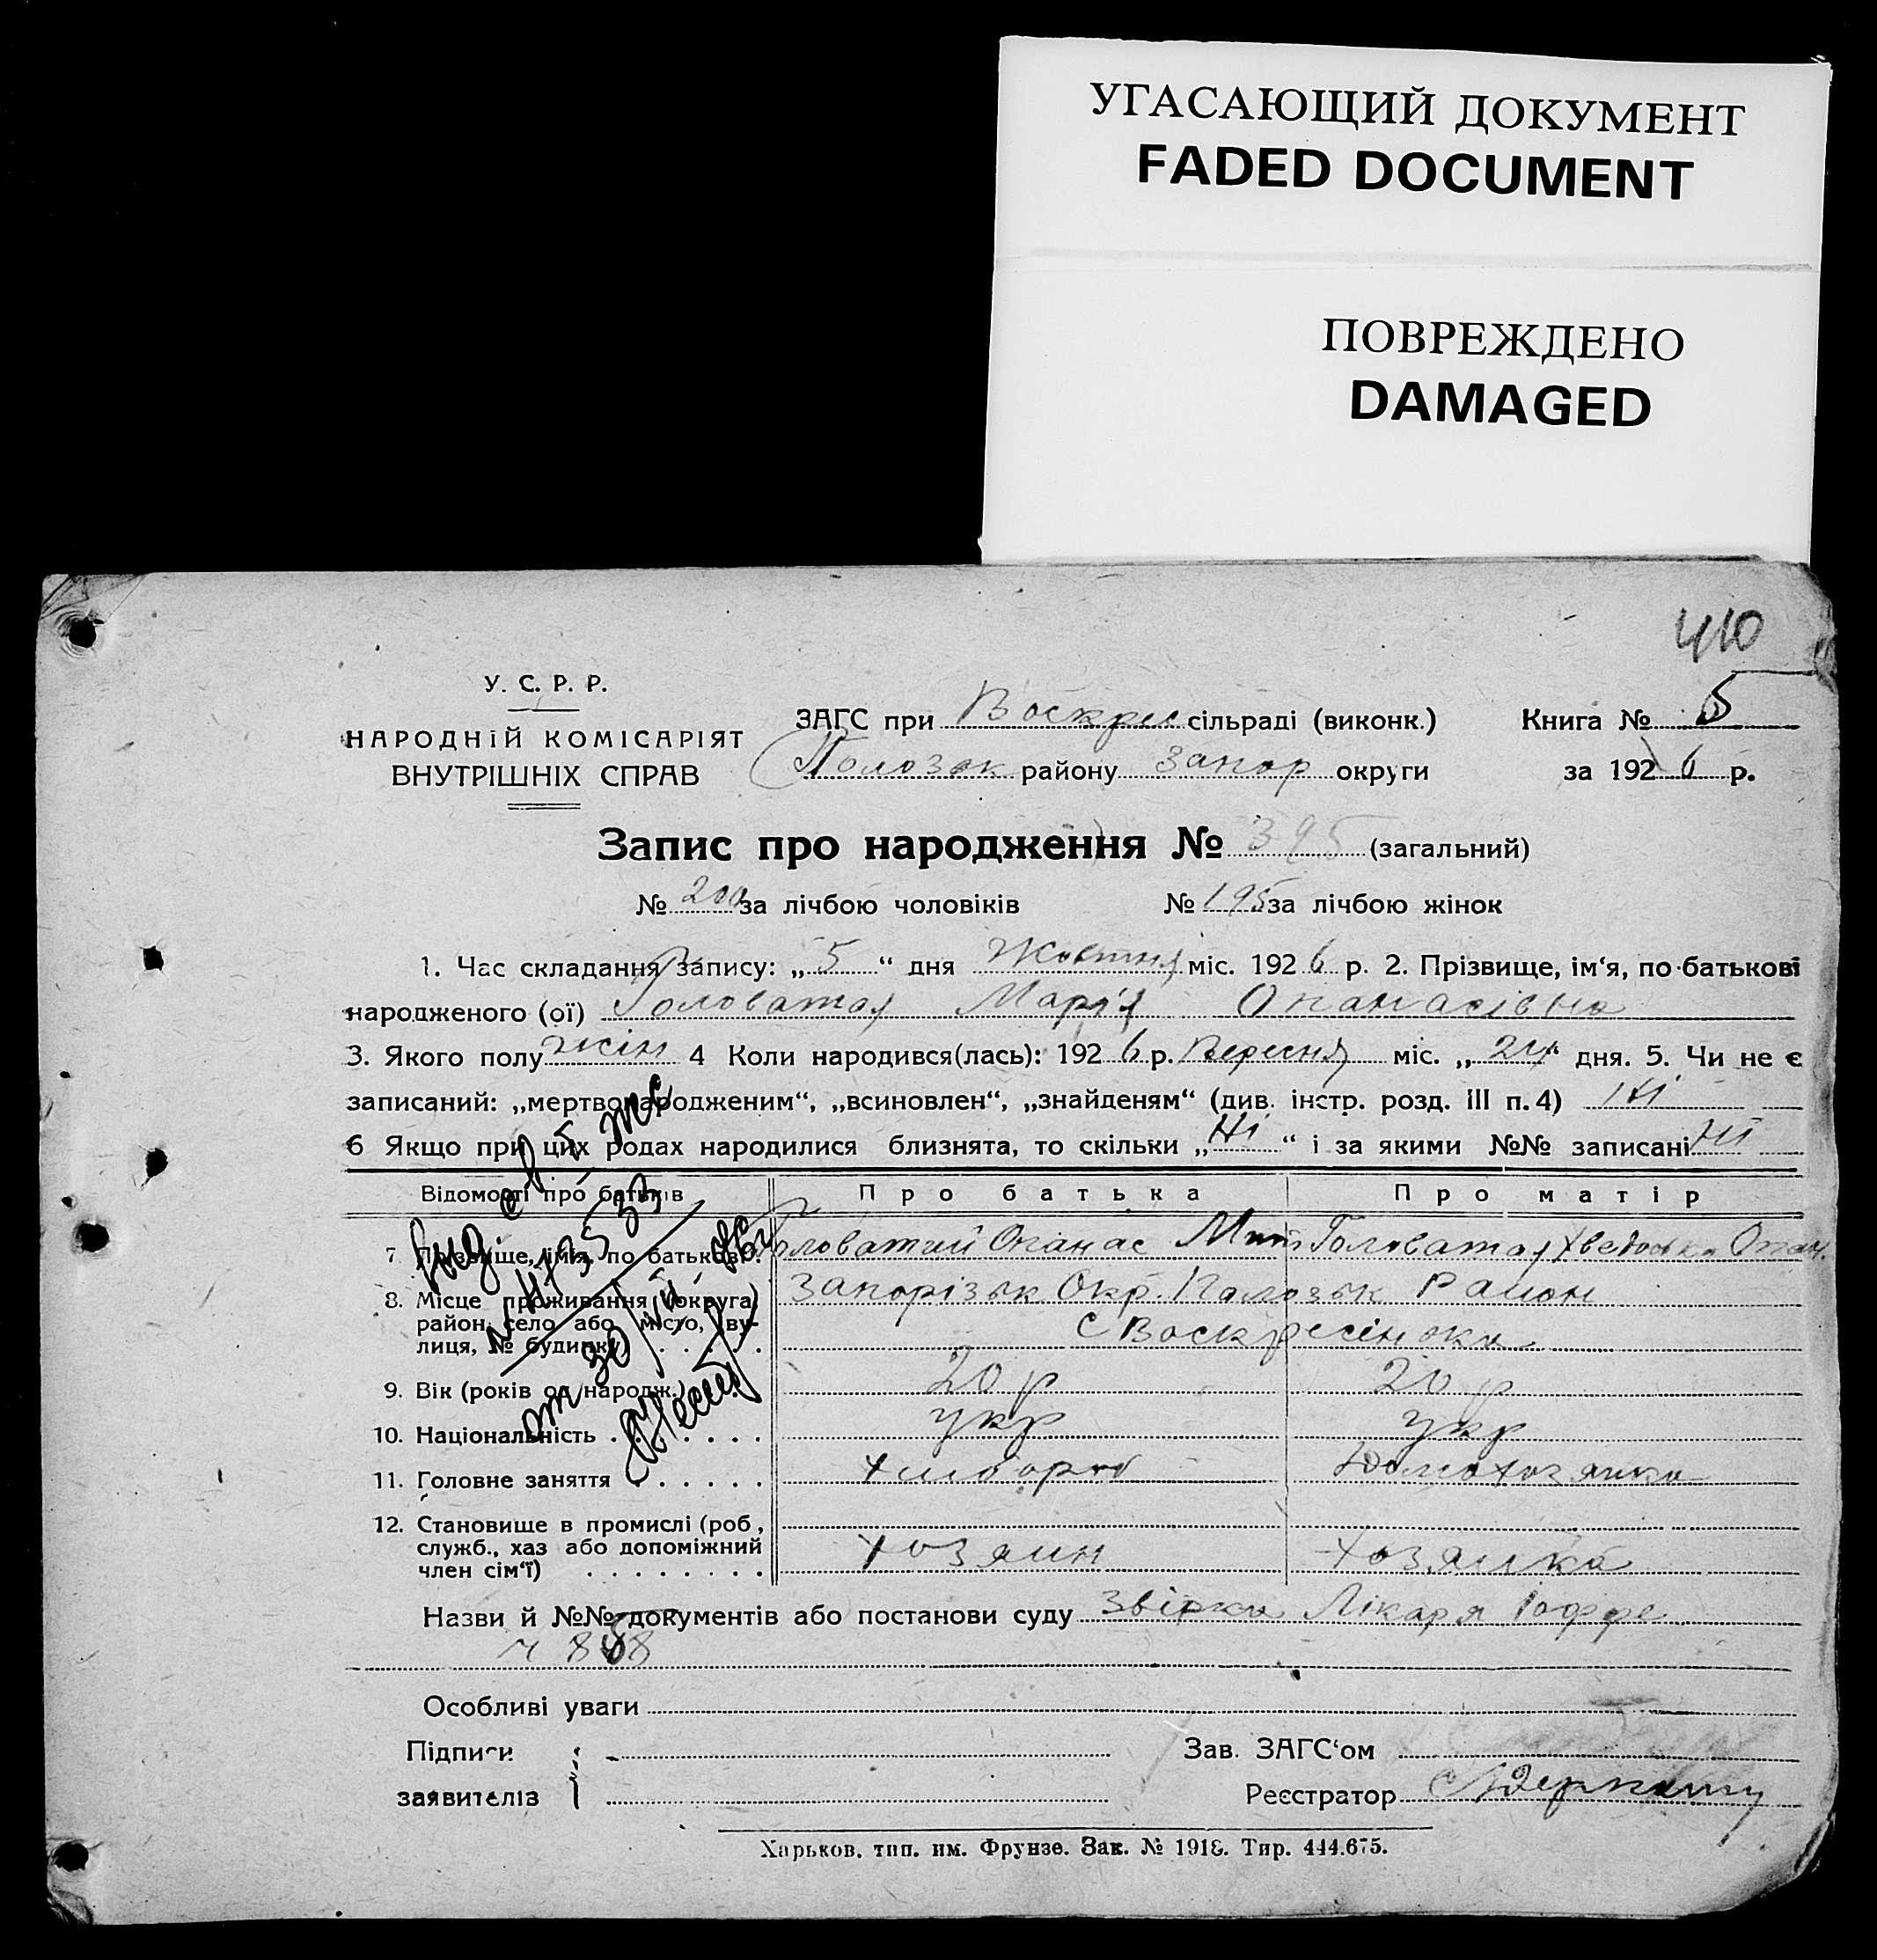 УГАСАЮЩИЙ ДОКУМЕНТ
FADED DOCUMENT
ПОВРЕЖДЕНО
DAMAGED
410
У. С. Р. Р.
НАРОДНІЙ КОМІСАРІЯТ
ВНУТРІШНІХ СПРАВ
ЗАГС при Воскрес сільраді (виконк.) Книга № 5
Полозьк району Запор округи за 1926 р.
Запис про народження № 395 (загальний)
№ 200 за лічбою чоловіків № 195 за лічбою жінок
1. Час складання запису: „5“ дня Жовтня міс. 1926 р. 2. Прізвище, ім‘я, по-батькові
народженого (ої) Головатая Марія Опанасівна
3. Якого полу жін 4 Коли народився(лась): 1926 р. Вересня міс. „24“ дня. 5. Чи не є
записаний: „мертвонародженим“, „всиновлен“, „знайденям“ (див. інстр. розд. III п. 4) Ні
6 Якщо при цих родах народилися близнята, то скільки „Ні“ і за якими №№ записані Ні
Відомості про батьків Про батька Про матір
7 Прізвище, ім‘я, по батькові. Головатий Опанас Мит Головатая Хведоська Опан.
8. Місце проживання (округа, район, село або місто, вулиця, № будинку) Запорізьк Окр. Полозьк Район
с Воскресінока
9. Вік (років од народж.) 20 р 20 р
10. Національність укр укр
11. Головне заняття Хлібороб Домохозяйка
12. Становище в промислі (роб, служб., хаз або допоміжний член сім‘ї) Хозяин Хозяйка
Назви й №№ документів або постанови суду Звірка Лікаря Іоффе
Особливі уваги
Підписи Зав. ЗАГС‘ом
заявителів Реєстратор
Харьков, тип. им. Фрунзе. Зак. № 1918. Тир. 444.675.